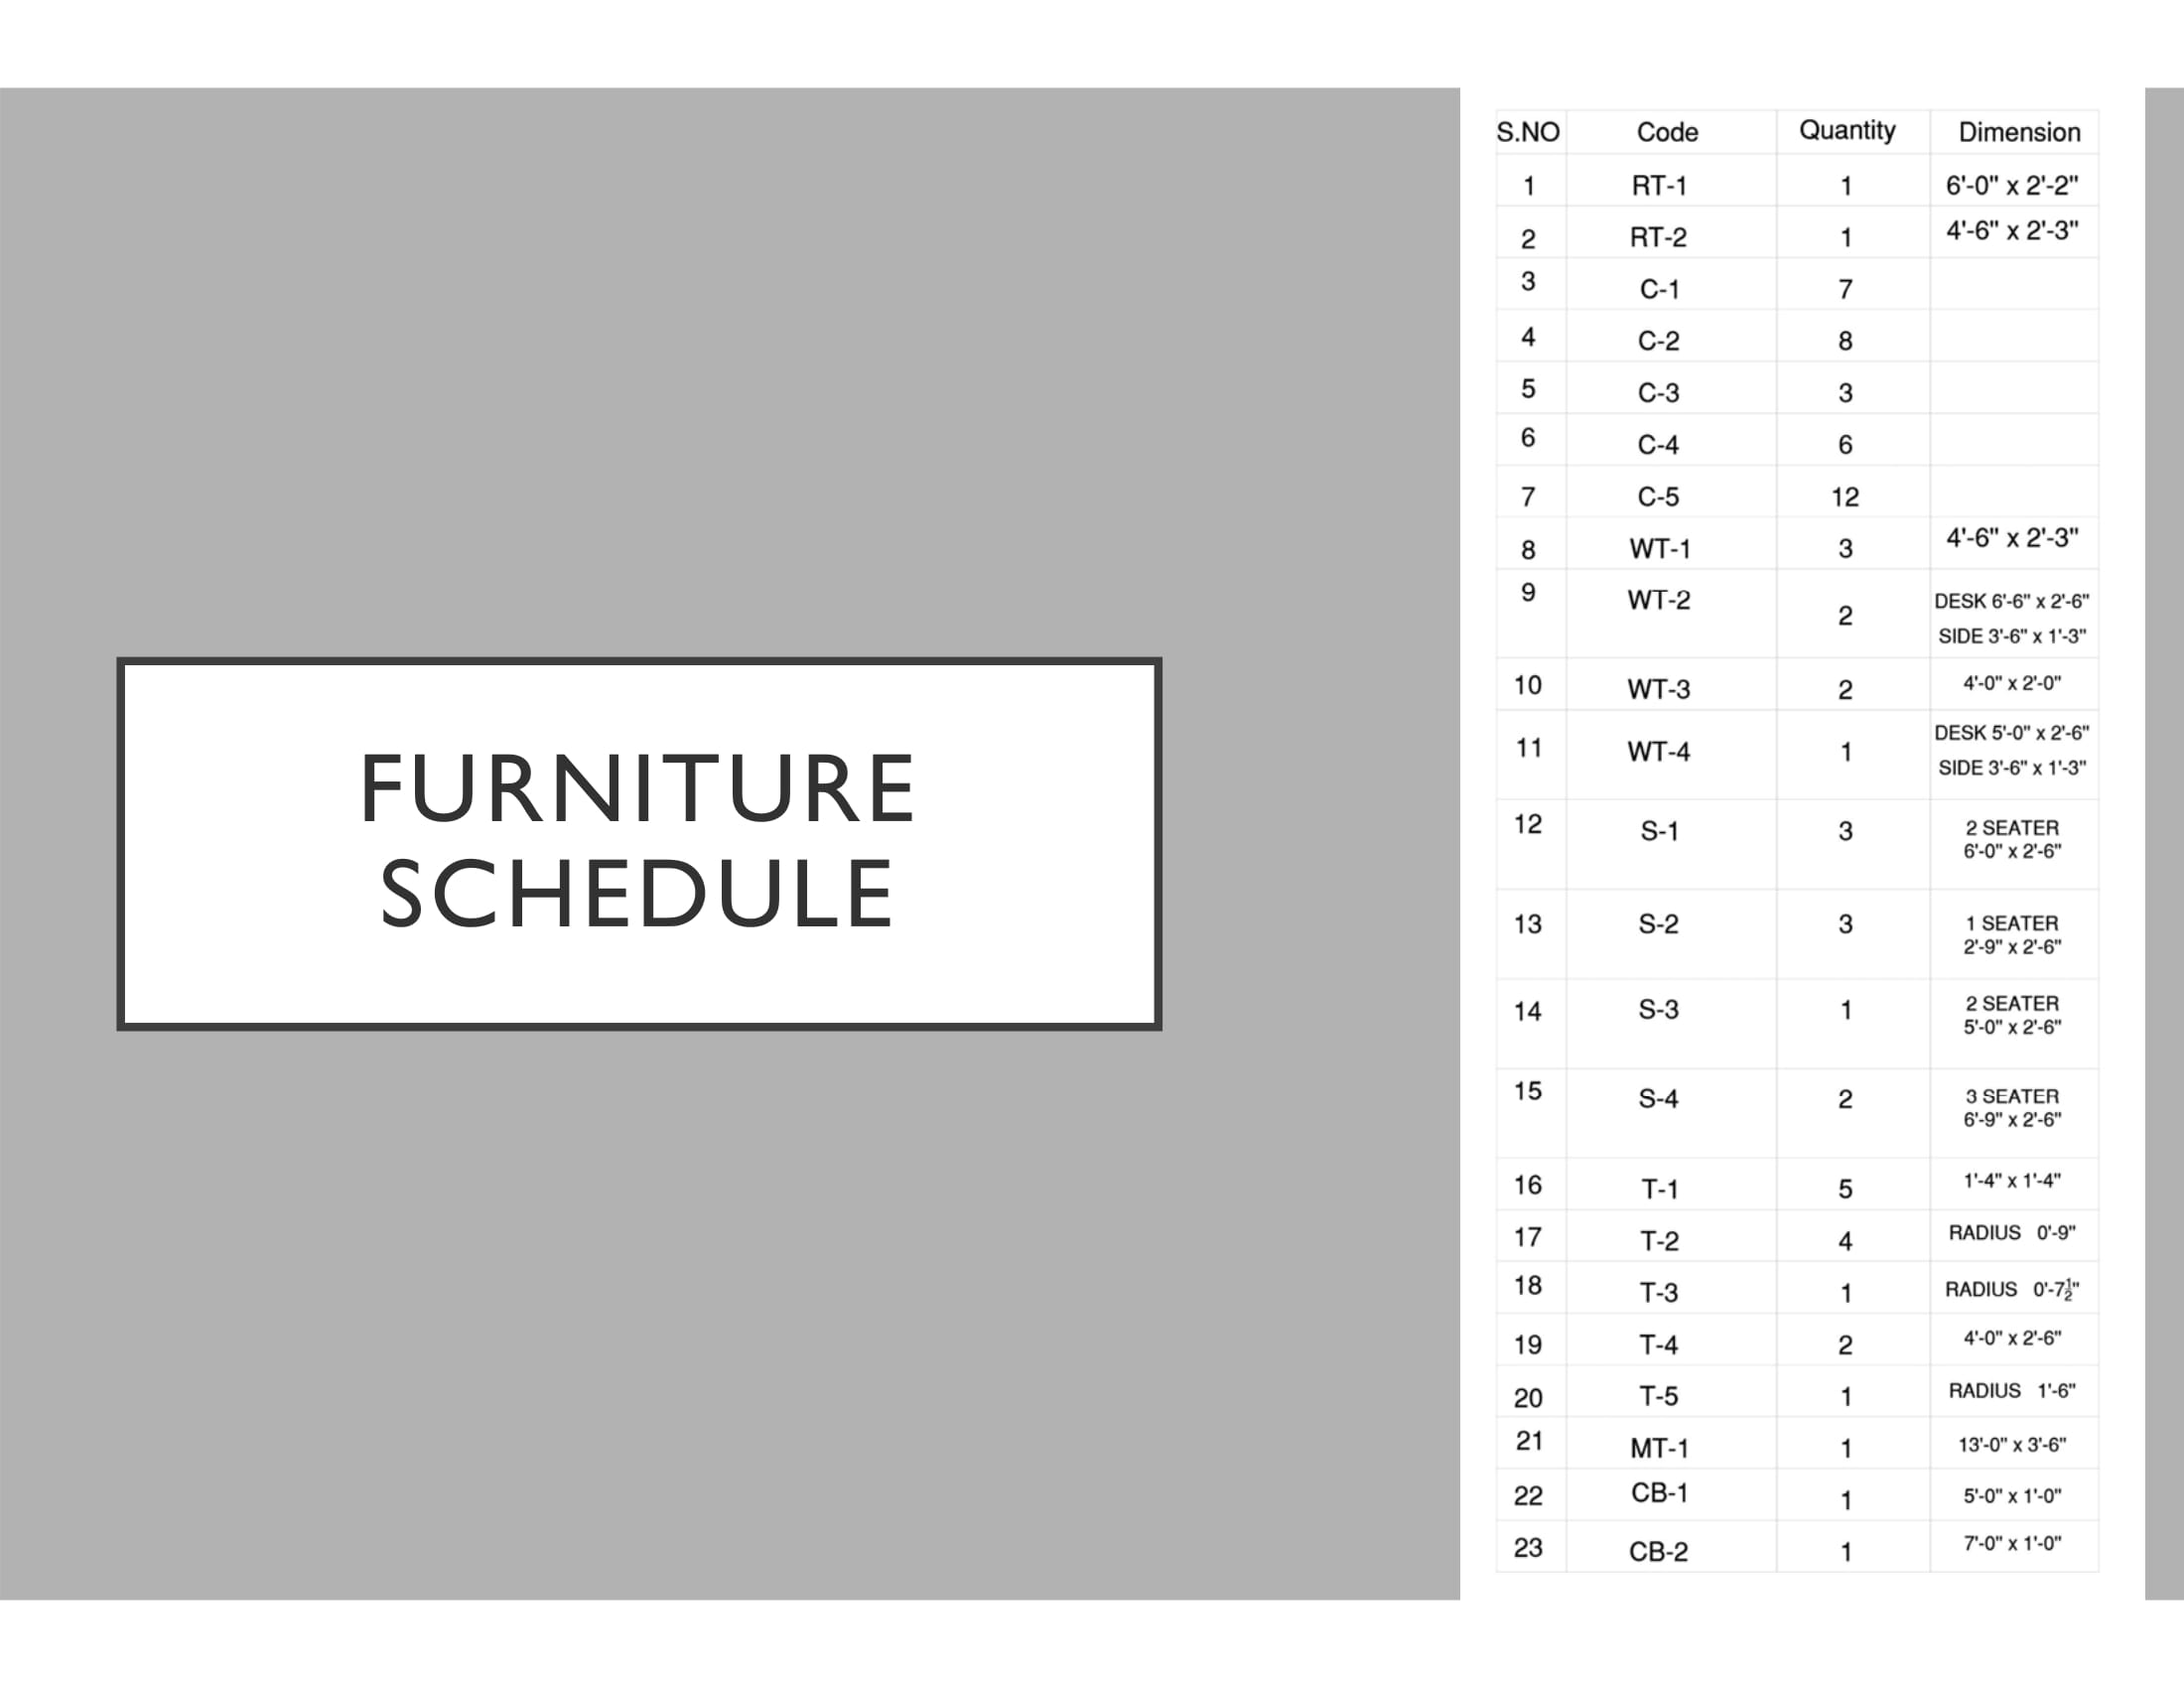 FURNITURE
SCHEDULE
S.NO Code Quantity Dimension
1 RT-1 1 6'-0" x 2'-2"
2 RT-2 1 4'-6" x 2'-3"
3 C-1 7
4 C-2 8
5 C-3 3
6 C-4 6
7 C-5 12
8 WT-1 3 4'-6" x 2'-3"
9 WT-2 2 DESK 6'-6" x 2'-6"
SIDE 3'-6" x 1'-3"
10 WT-3 2 4'-0" x 2'-0"
11 WT-4 1 DESK 5'-0" x 2'-6"
SIDE 3'-6" x 1'-3"
12 S-1 3 2 SEATER
6'-0" x 2'-6"
13 S-2 3 1 SEATER
2'-9" x 2'-6"
14 S-3 1 2 SEATER
5'-0" x 2'-6"
15 S-4 2 3 SEATER
6'-9" x 2'-6"
16 T-1 5 1'-4" x 1'-4"
17 T-2 4 RADIUS 0'-9"
18 T-3 1 RADIUS 0'-7½"
19 T-4 2 4'-0" x 2'-6"
20 T-5 1 RADIUS 1'-6"
21 MT-1 1 13'-0" x 3'-6"
22 CB-1 1 5'-0" x 1'-0"
23 CB-2 1 7'-0" x 1'-0"